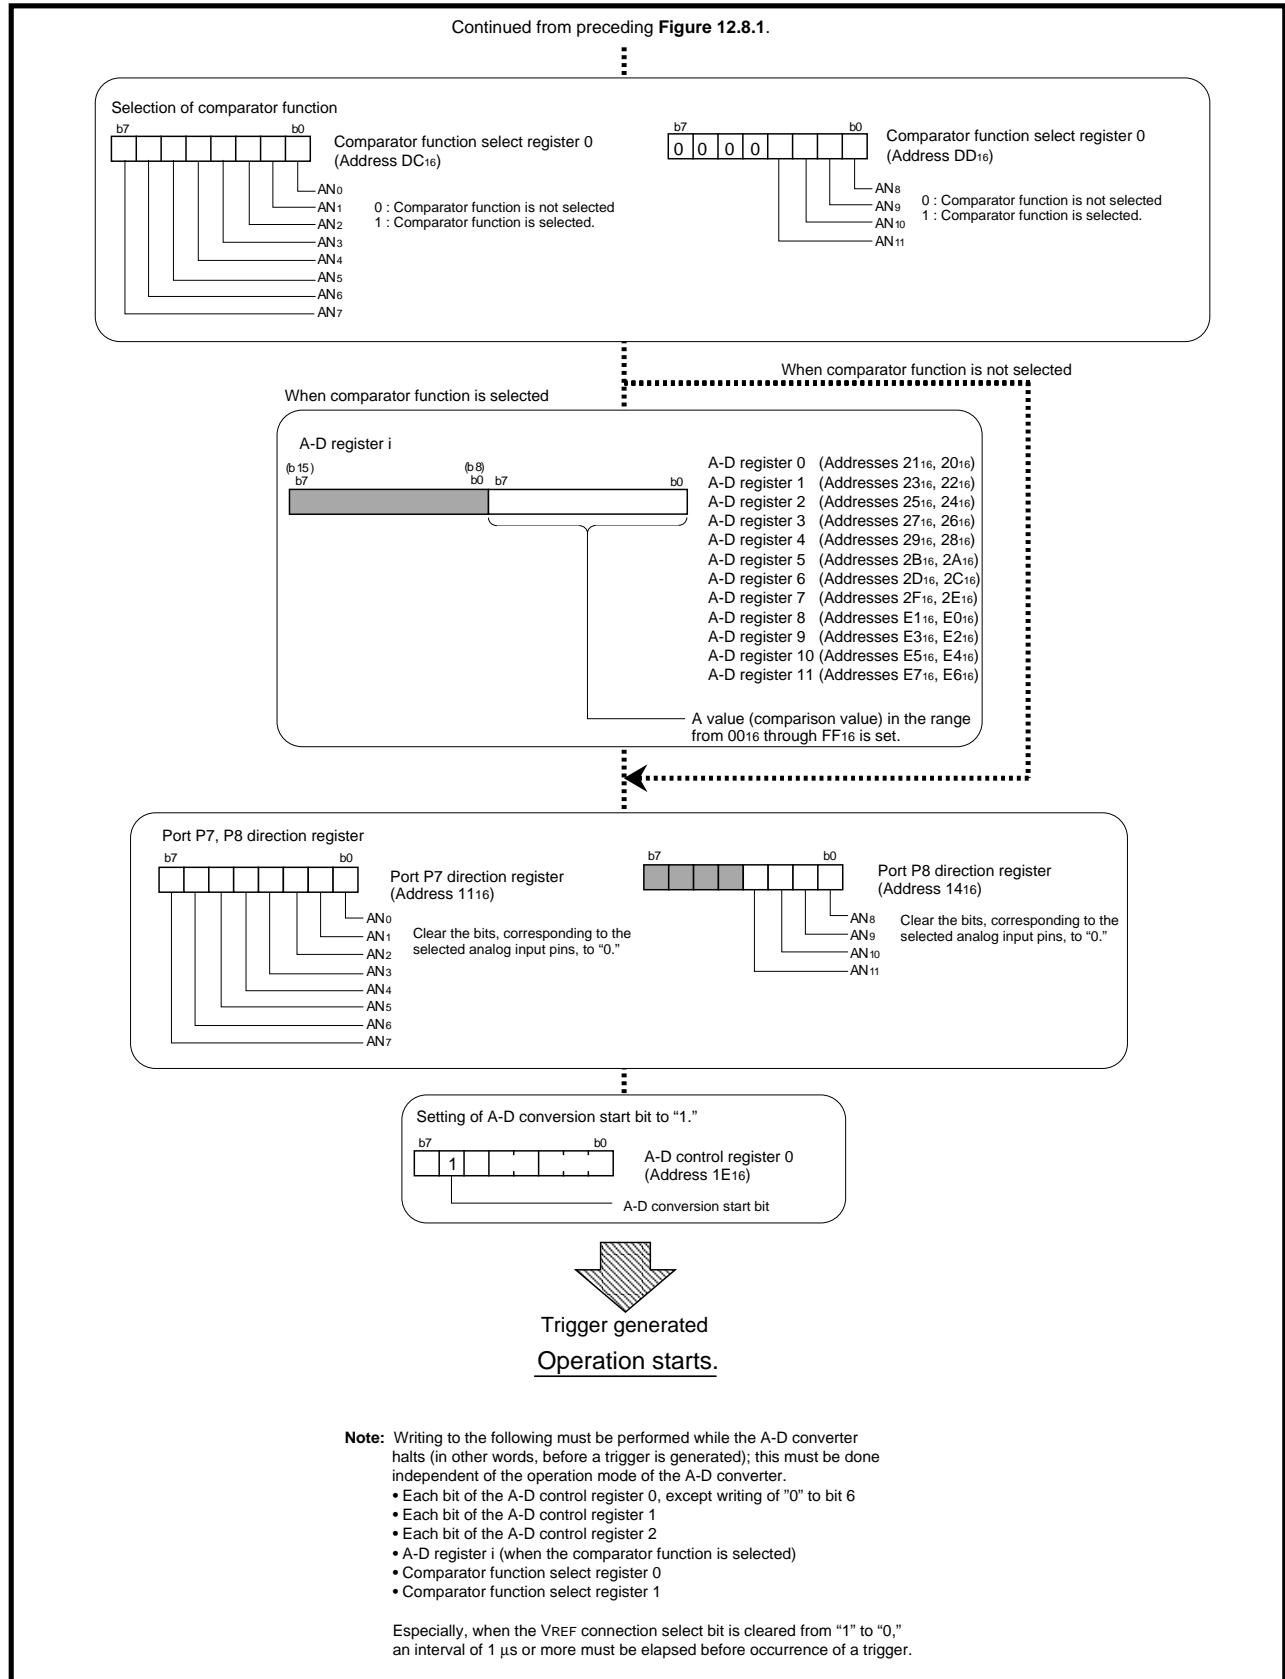 Continued from preceding Figure 12.8.1.
Selection of comparator function
b7 b0
Comparator function select register 0
(Address DC16)
AN0
AN1
AN2
AN3
AN4
AN5
AN6
AN7
0 : Comparator function is not selected
1 : Comparator function is selected.
b7 b0
0 0 0 0
Comparator function select register 0
(Address DD16)
AN8
AN9
AN10
AN11
0 : Comparator function is not selected
1 : Comparator function is selected.
When comparator function is not selected
When comparator function is selected
A-D register i
(b15) (b8)
b7 b0 b7 b0
A-D register 0 (Addresses 2116, 2016)
A-D register 1 (Addresses 2316, 2216)
A-D register 2 (Addresses 2516, 2416)
A-D register 3 (Addresses 2716, 2616)
A-D register 4 (Addresses 2916, 2816)
A-D register 5 (Addresses 2B16, 2A16)
A-D register 6 (Addresses 2D16, 2C16)
A-D register 7 (Addresses 2F16, 2E16)
A-D register 8 (Addresses E116, E016)
A-D register 9 (Addresses E316, E216)
A-D register 10 (Addresses E516, E416)
A-D register 11 (Addresses E716, E616)
A value (comparison value) in the range
from 0016 through FF16 is set.
Port P7, P8 direction register
b7 b0
Port P7 direction register
(Address 1116)
AN0
AN1
AN2
AN3
AN4
AN5
AN6
AN7
Clear the bits, corresponding to the
selected analog input pins, to “0.”
b7 b0
Port P8 direction register
(Address 1416)
AN8
AN9
AN10
AN11
Clear the bits, corresponding to the
selected analog input pins, to “0.”
Setting of A-D conversion start bit to “1.”
b7 b0
1
A-D control register 0
(Address 1E16)
A-D conversion start bit
Trigger generated
Operation starts.
Note: Writing to the following must be performed while the A-D converter
halts (in other words, before a trigger is generated); this must be done
independent of the operation mode of the A-D converter.
• Each bit of the A-D control register 0, except writing of ”0” to bit 6
• Each bit of the A-D control register 1
• Each bit of the A-D control register 2
• A-D register i (when the comparator function is selected)
• Comparator function select register 0
• Comparator function select register 1
Especially, when the VREF connection select bit is cleared from “1” to “0,”
an interval of 1 µs or more must be elapsed before occurrence of a trigger.